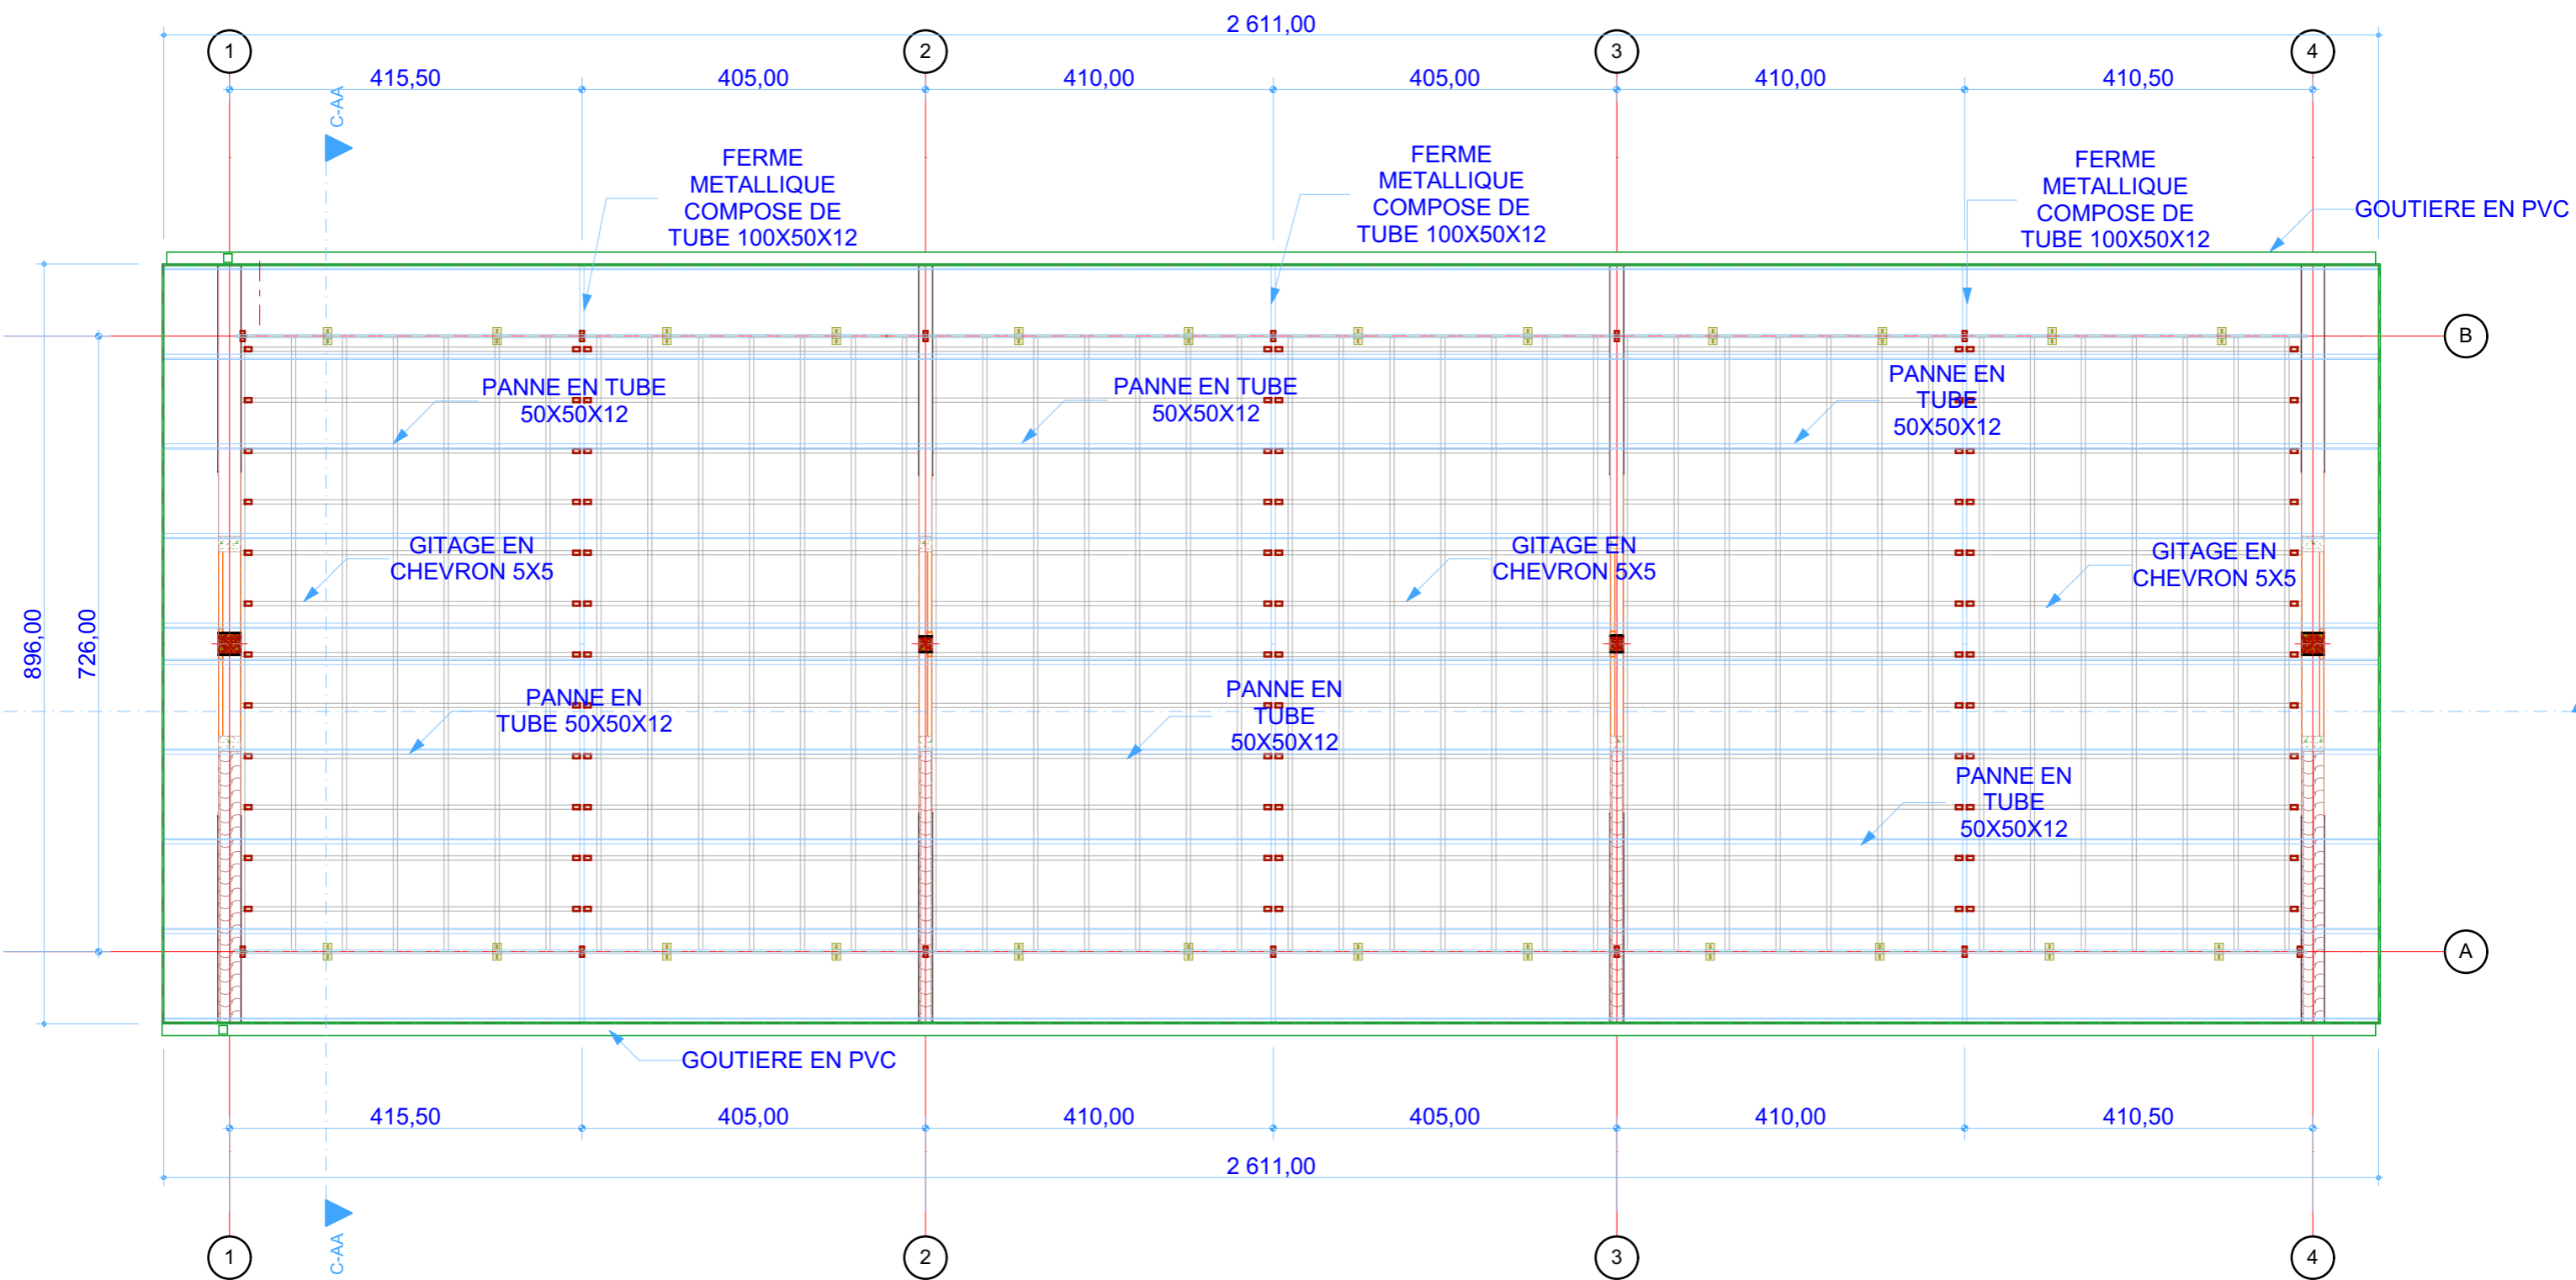 2 611,00
1
2
3
4
415,50
405,00
410,00
405,00
410,00
410,50
C-AA
FERME
METALLIQUE
COMPOSE DE
TUBE 100X50X12
FERME
METALLIQUE
COMPOSE DE
TUBE 100X50X12
FERME
METALLIQUE
COMPOSE DE
TUBE 100X50X12
GOUTIERE EN PVC
B
PANNE EN TUBE
50X50X12
PANNE EN TUBE
50X50X12
PANNE EN
TUBE
50X50X12
GITAGE EN
CHEVRON 5X5
GITAGE EN
CHEVRON 5X5
GITAGE EN
CHEVRON 5X5
896,00
726,00
PANNE EN
TUBE 50X50X12
PANNE EN
TUBE
50X50X12
PANNE EN
TUBE
50X50X12
A
GOUTIERE EN PVC
415,50
405,00
410,00
405,00
410,00
410,50
2 611,00
C-AA
1
2
3
4